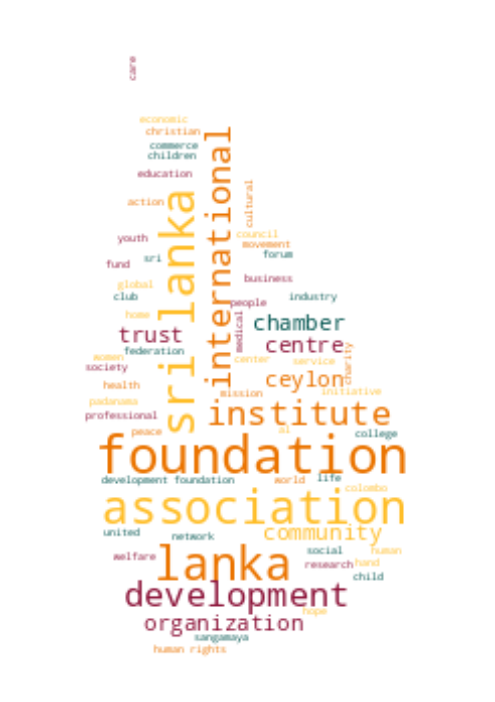 care
economic
christian
commerce
children
international
education
cultural
sri lanka
action
council
youth
movement
sri
forum
fund
global
business
club
people
industry
home
medical
chamber
trust
centre
charity
federation
women
center
service
society
ceylon
health
mission
initiative
padanama
institute
professional
peace
al
college
foundation
development foundation
world
life
colombo
association
united
network
community
social
human
welfare
lanka
research
hand
child
development
hope
organization
sangamaya
human rights